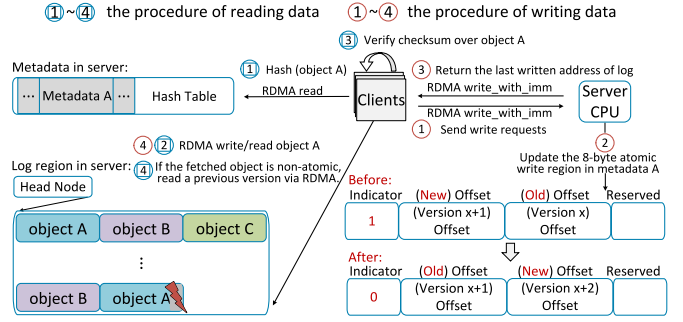 1 ~ 4 the procedure of reading data
1 ~ 4 the procedure of writing data
3 Verify checksum over object A
Metadata in server:
... Metadata A ... Hash Table
1 Hash (object A)
RDMA read
Clients
3 Return the last written address of log
RDMA write_with_imm
RDMA write_with_imm
1 Send write requests
Server
CPU
2
Update the 8-byte atomic
write region in metadata A
4 2 RDMA write/read object A
4 If the fetched object is non-atomic,
read a previous version via RDMA.
Log region in server:
Head Node
object A object B object C
...
object B object A
Before:
Indicator (New) Offset (Old) Offset Reserved
1 (Version x+1) Offset (Version x) Offset
After:
Indicator (Old) Offset (New) Offset Reserved
0 (Version x+1) Offset (Version x+2) Offset